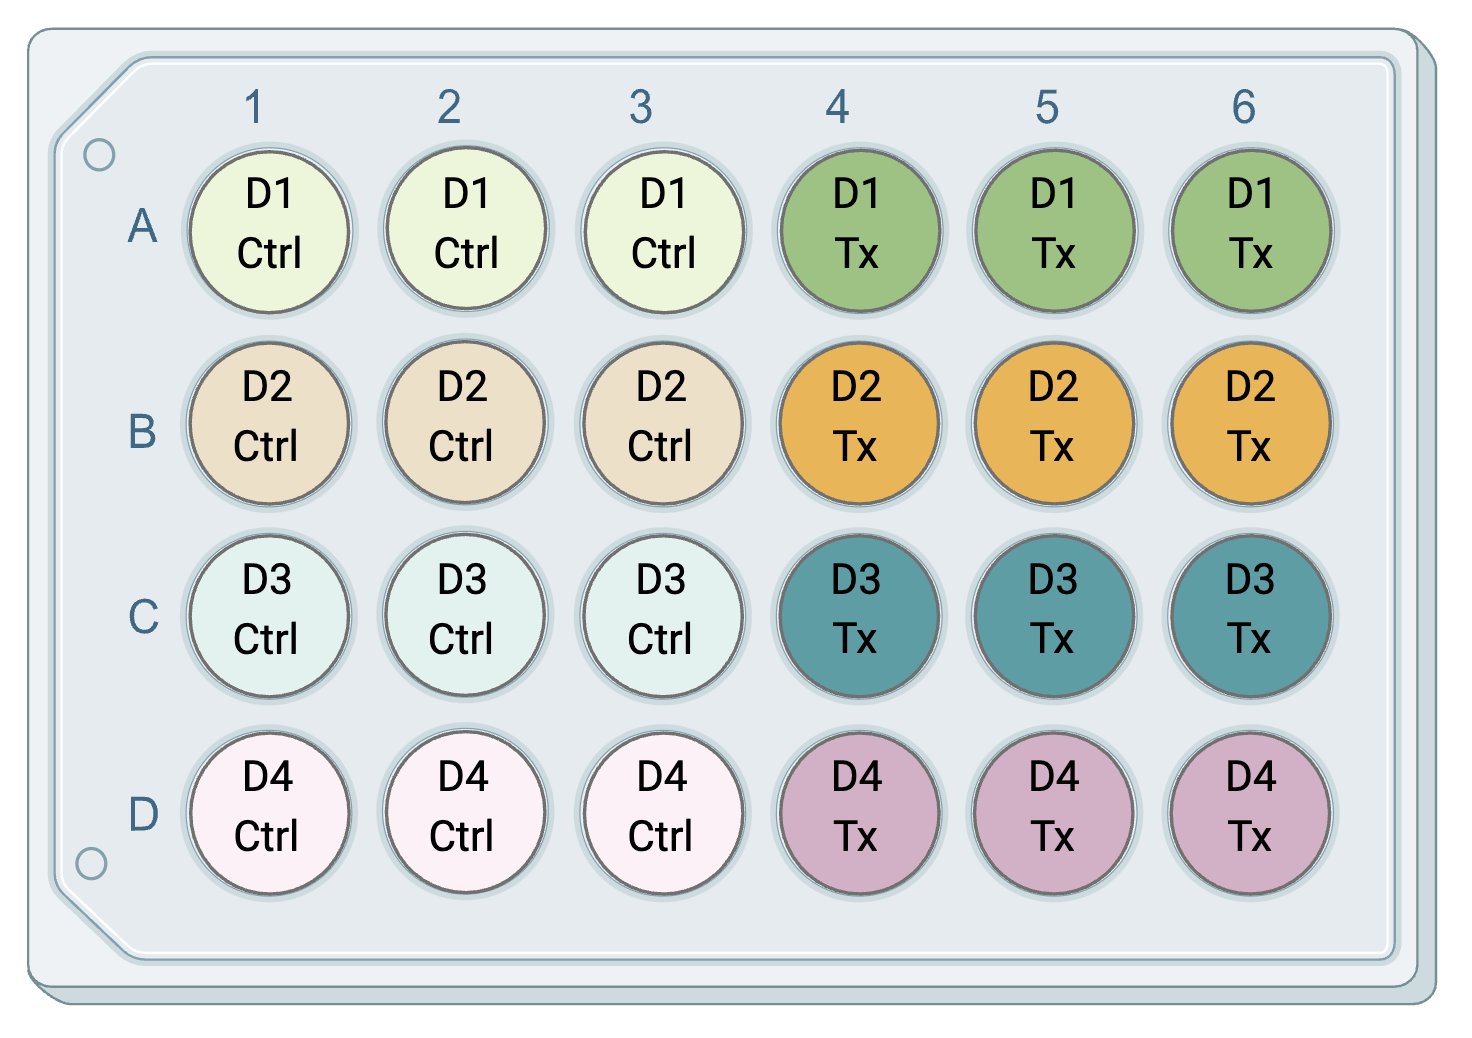 1 2 3 4 5 6
A D1 D1 D1 D1 D1 D1
Ctrl Ctrl Ctrl Tx Tx Tx
B D2 D2 D2 D2 D2 D2
Ctrl Ctrl Ctrl Tx Tx Tx
C D3 D3 D3 D3 D3 D3
Ctrl Ctrl Ctrl Tx Tx Tx
D D4 D4 D4 D4 D4 D4
Ctrl Ctrl Ctrl Tx Tx Tx